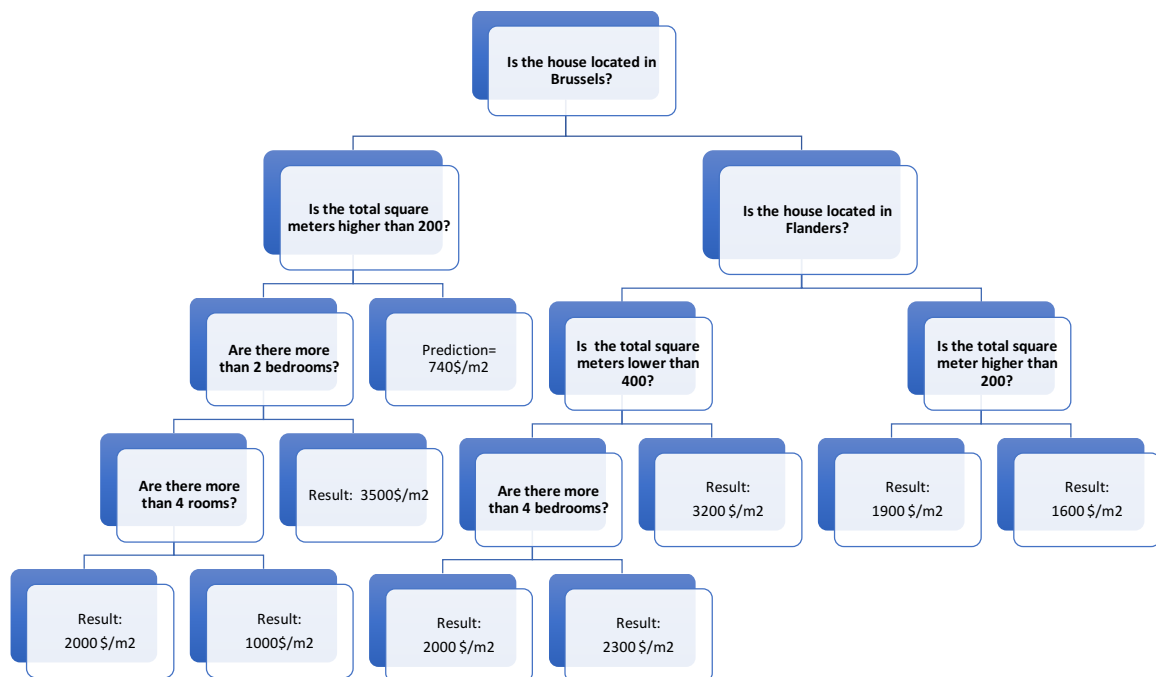 Is the house located in
Brussels?
Is the total square
meters higher than 200?
Is the house located in
Flanders?
Are there more
than 2 bedrooms?
Prediction=
740$/m2
Is the total square
meters lower than
400?
Is the total square
meter higher than
200?
Are there more
than 4 rooms?
Result: 3500$/m2
Are there more
than 4 bedrooms?
Result:
3200 $/m2
Result:
1900 $/m2
Result:
1600 $/m2
Result:
2000 $/m2
Result:
1000$/m2
Result:
2000 $/m2
Result:
2300 $/m2